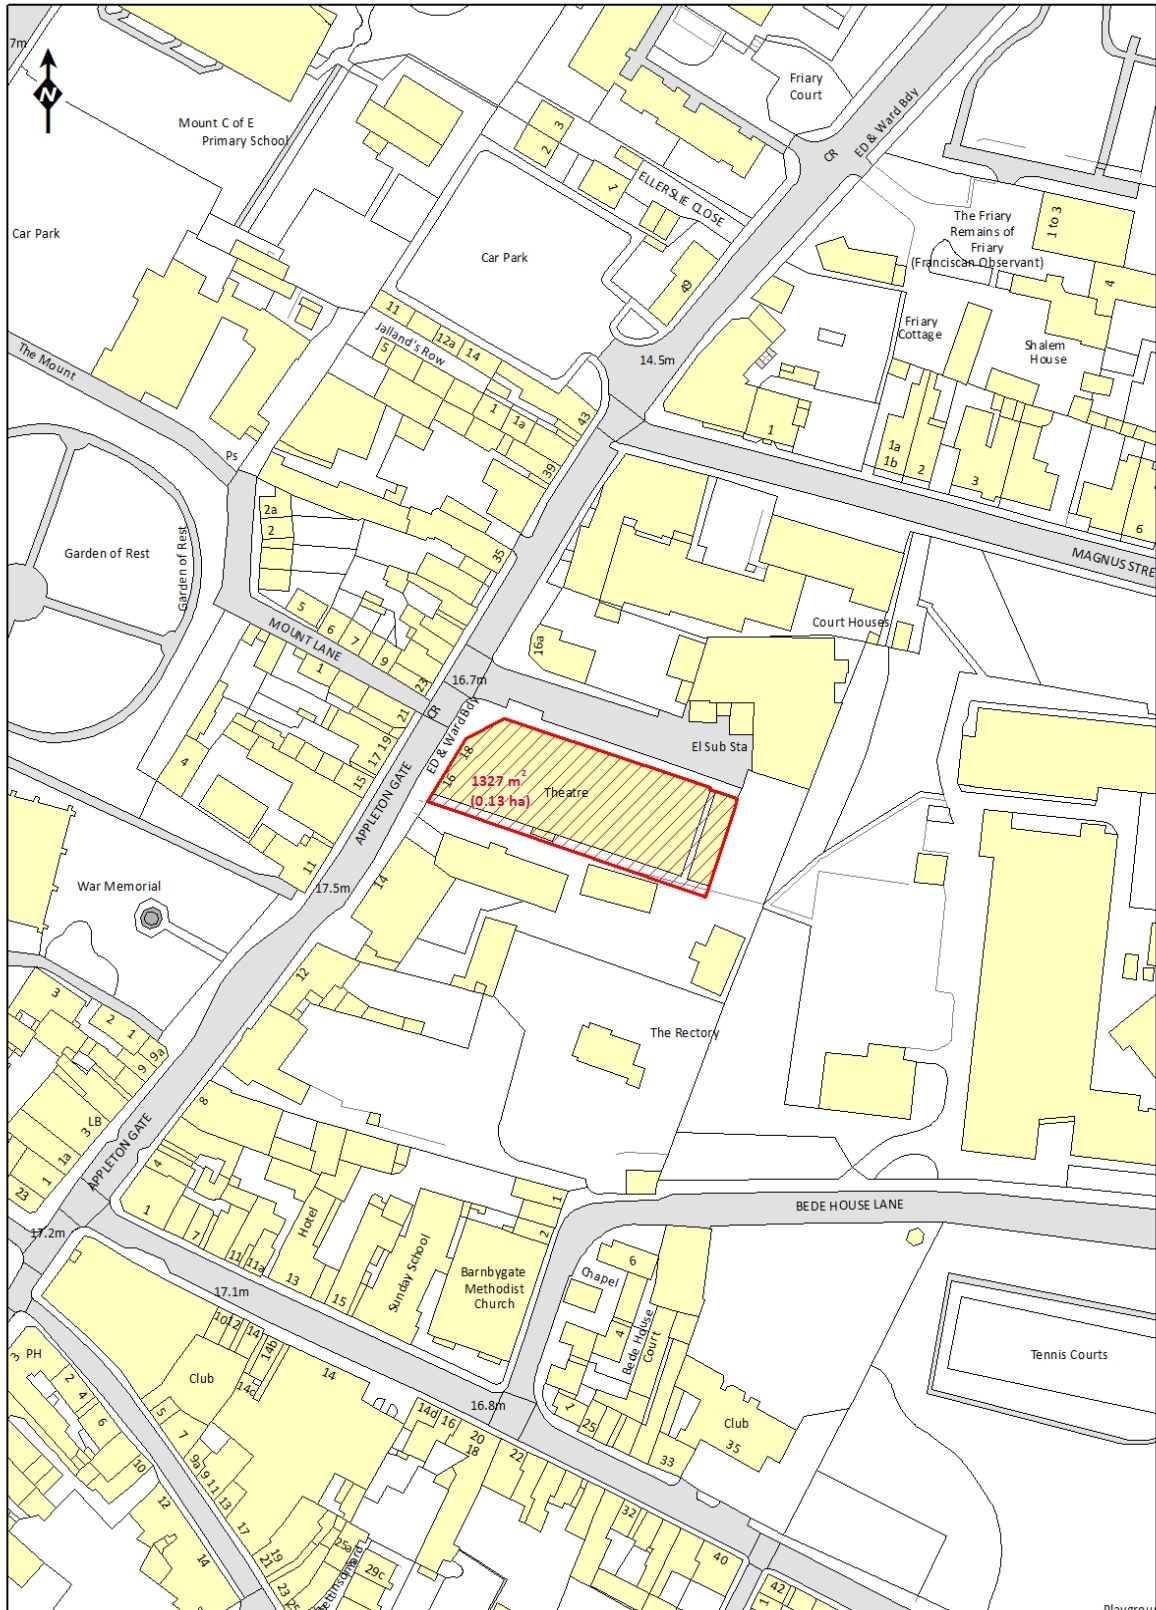 7m
N
Mount C of E
Primary School
Friary
Court
CR
ED & Ward Bdy
3
2
1
ELLERSLIE CLOSE
Car Park
Car Park
49
The Friary
Remains of
Friary
(Franciscan Observant)
1 to 3
4
Friary
Cottage
Shalem
House
11
12a
14
Jalland's Row
5
1
1a
43
39
14.5m
1
1a
1b
2
3
6
The Mount
Ps
MAGNUS STRE
2a
2
35
Garden of Rest
Garden of Rest
5
6
7
9
MOUNT LANE
1
23
21
19
17
15
4
11
16a
Court Houses
16.7m
CR
ED & Ward Bdy
El Sub Sta
18
16
1327 m2
(0.13 ha)
Theatre
APPLETON GATE
17.5m
14
War Memorial
12
3
2
1
9a
9
The Rectory
LB
3
1a
1
23
8
APPLETON GATE
4
1
7
11
11a
Hotel
13
15
Sunday School
Barnbygate
Methodist
Church
1
2
BEDE HOUSE LANE
17.2m
17.1m
6
Chapel
4
Bede House
Court
Tennis Courts
10
12
14
14b
14c
14
Club
PH
3
2
4
6
5
7
9a
9
11
13
17
10
12
14
19
21
23
25
25a
29c
16.8m
14d
16
20
18
22
1
25
33
Club
35
32
40
42
1